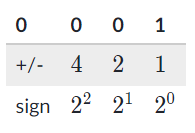 0 0 0 1
+/- 4 2 1
sign 2² 2¹ 2⁰